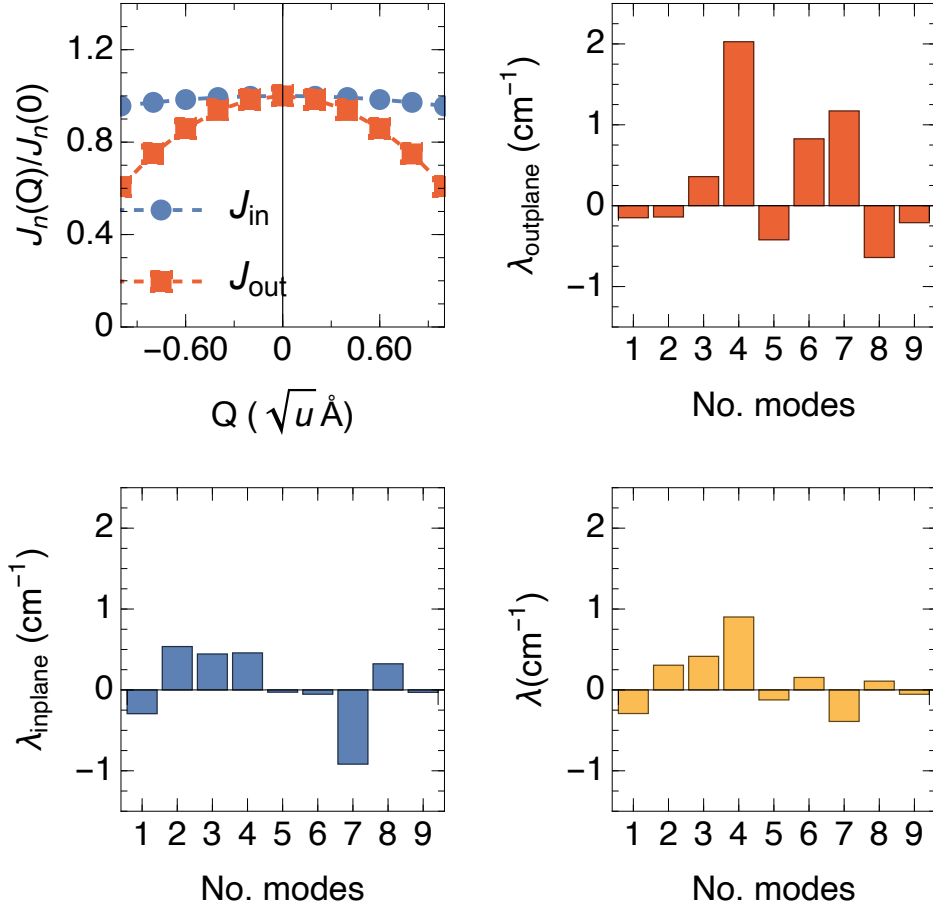 J_n(Q)/J_n(0)
1.2
1.0
0.8
0.4
0
J_in
J_out
−0.60 0 0.60
Q (√u Å)
λ_outplane (cm⁻¹)
2
1
0
−1
1 2 3 4 5 6 7 8 9
No. modes
λ_inplane (cm⁻¹)
2
1
0
−1
1 2 3 4 5 6 7 8 9
No. modes
λ(cm⁻¹)
2
1
0
−1
1 2 3 4 5 6 7 8 9
No. modes